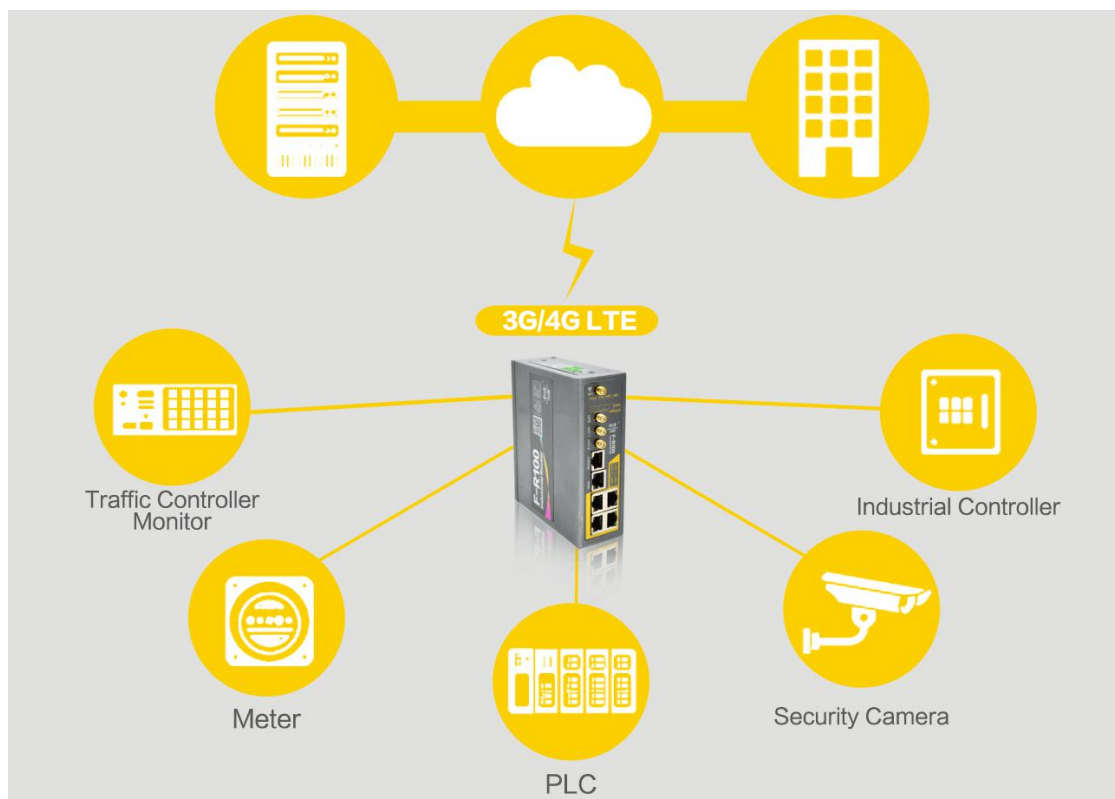 3G/4G LTE
F-R100
Traffic Controller
Monitor
Industrial Controller
Meter
Security Camera
PLC